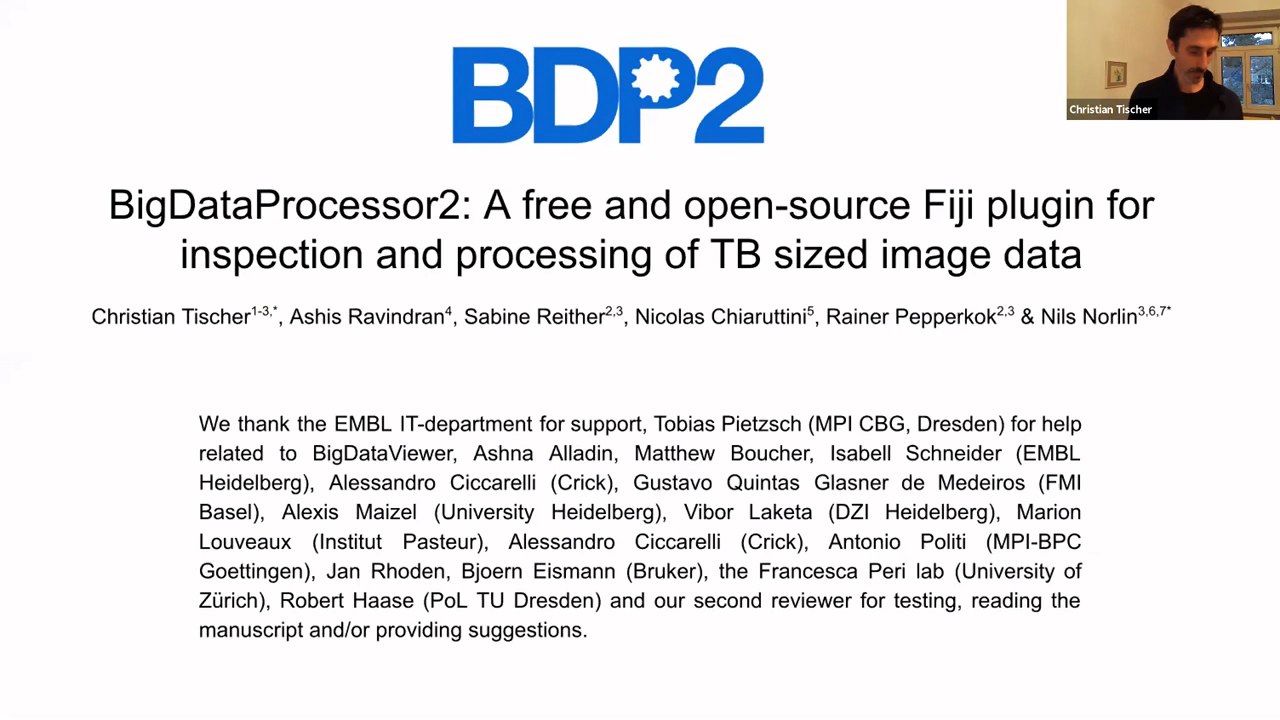 BDP2
Christian Tischer
BigDataProcessor2: A free and open-source Fiji plugin for
inspection and processing of TB sized image data
Christian Tischer1-3,*, Ashis Ravindran4, Sabine Reither2,3, Nicolas Chiaruttini5, Rainer Pepperkok2,3 & Nils Norlin3,6,7*
We thank the EMBL IT-department for support, Tobias Pietzsch (MPI CBG, Dresden) for help
related to BigDataViewer, Ashna Alladin, Matthew Boucher, Isabell Schneider (EMBL
Heidelberg), Alessandro Ciccarelli (Crick), Gustavo Quintas Glasner de Medeiros (FMI
Basel), Alexis Maizel (University Heidelberg), Vibor Laketa (DZI Heidelberg), Marion
Louveaux (Institut Pasteur), Alessandro Ciccarelli (Crick), Antonio Politi (MPI-BPC
Goettingen), Jan Rhoden, Bjoern Eismann (Bruker), the Francesca Peri lab (University of
Zürich), Robert Haase (PoL TU Dresden) and our second reviewer for testing, reading the
manuscript and/or providing suggestions.